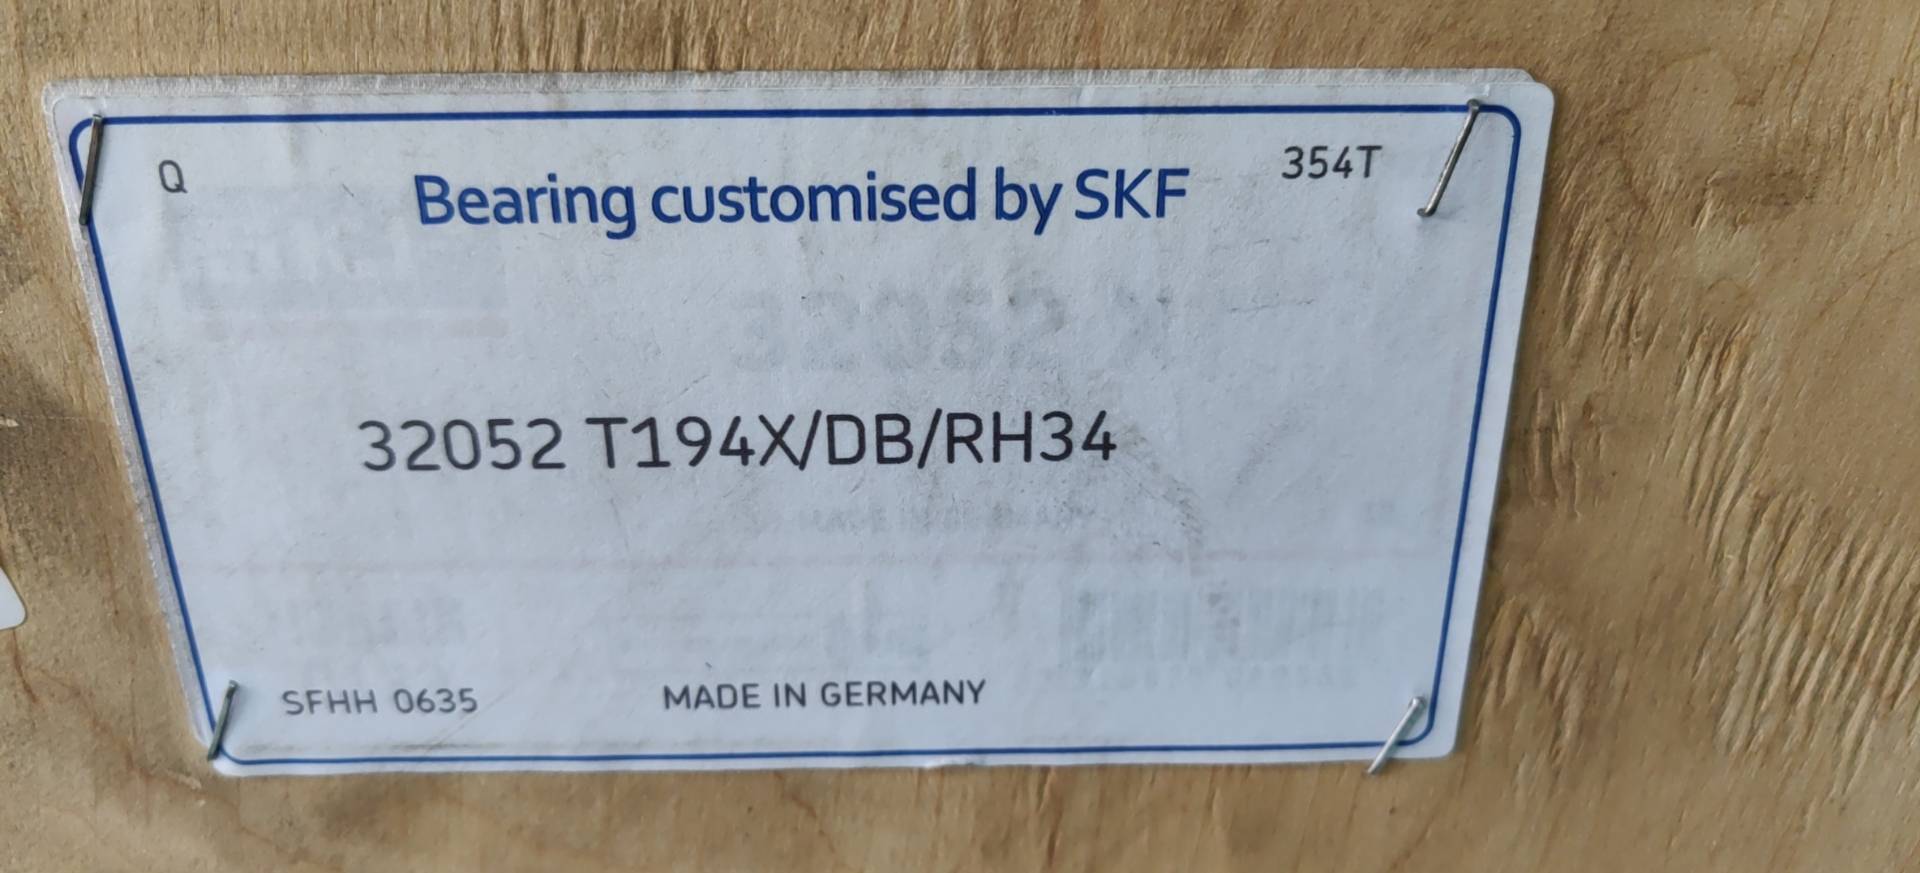 Q
354T
Bearing customised by SKF
32052 T194X/DB/RH34
SFHH 0635
MADE IN GERMANY